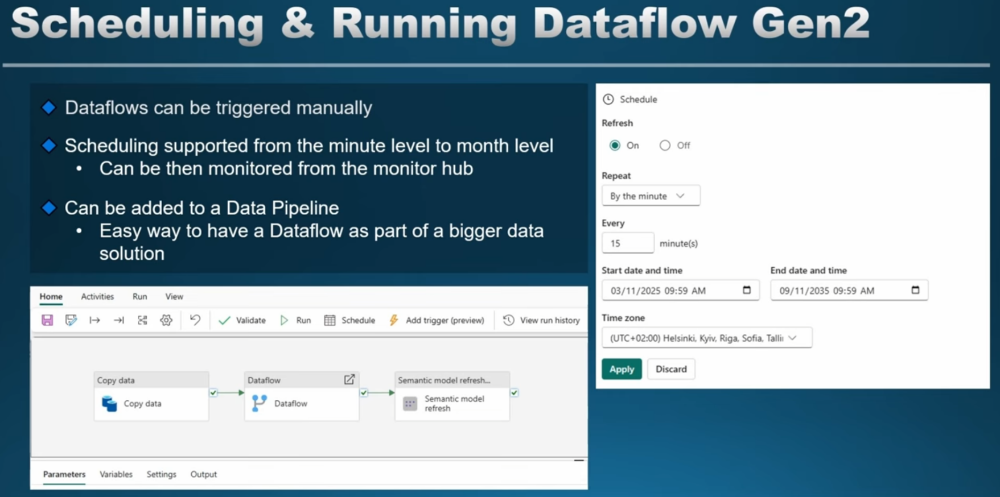 Scheduling & Running Dataflow Gen2
Dataflows can be triggered manually
Scheduling supported from the minute level to month level
• Can be then monitored from the monitor hub
Can be added to a Data Pipeline
• Easy way to have a Dataflow as part of a bigger data
solution
Schedule
Refresh
On Off
Repeat
By the minute
Every
15 minute(s)
Start date and time End date and time
03/11/2025 09:59 AM 09/11/2035 09:59 AM
Time zone
(UTC+02:00) Helsinki, Kyiv, Riga, Sofia, Talli
Apply Discard
Home Activities Run View
Validate Run Schedule Add trigger (preview) View run history
Copy data
Copy data
Dataflow
Dataflow
Semantic model refresh...
Semantic model
refresh
Parameters Variables Settings Output